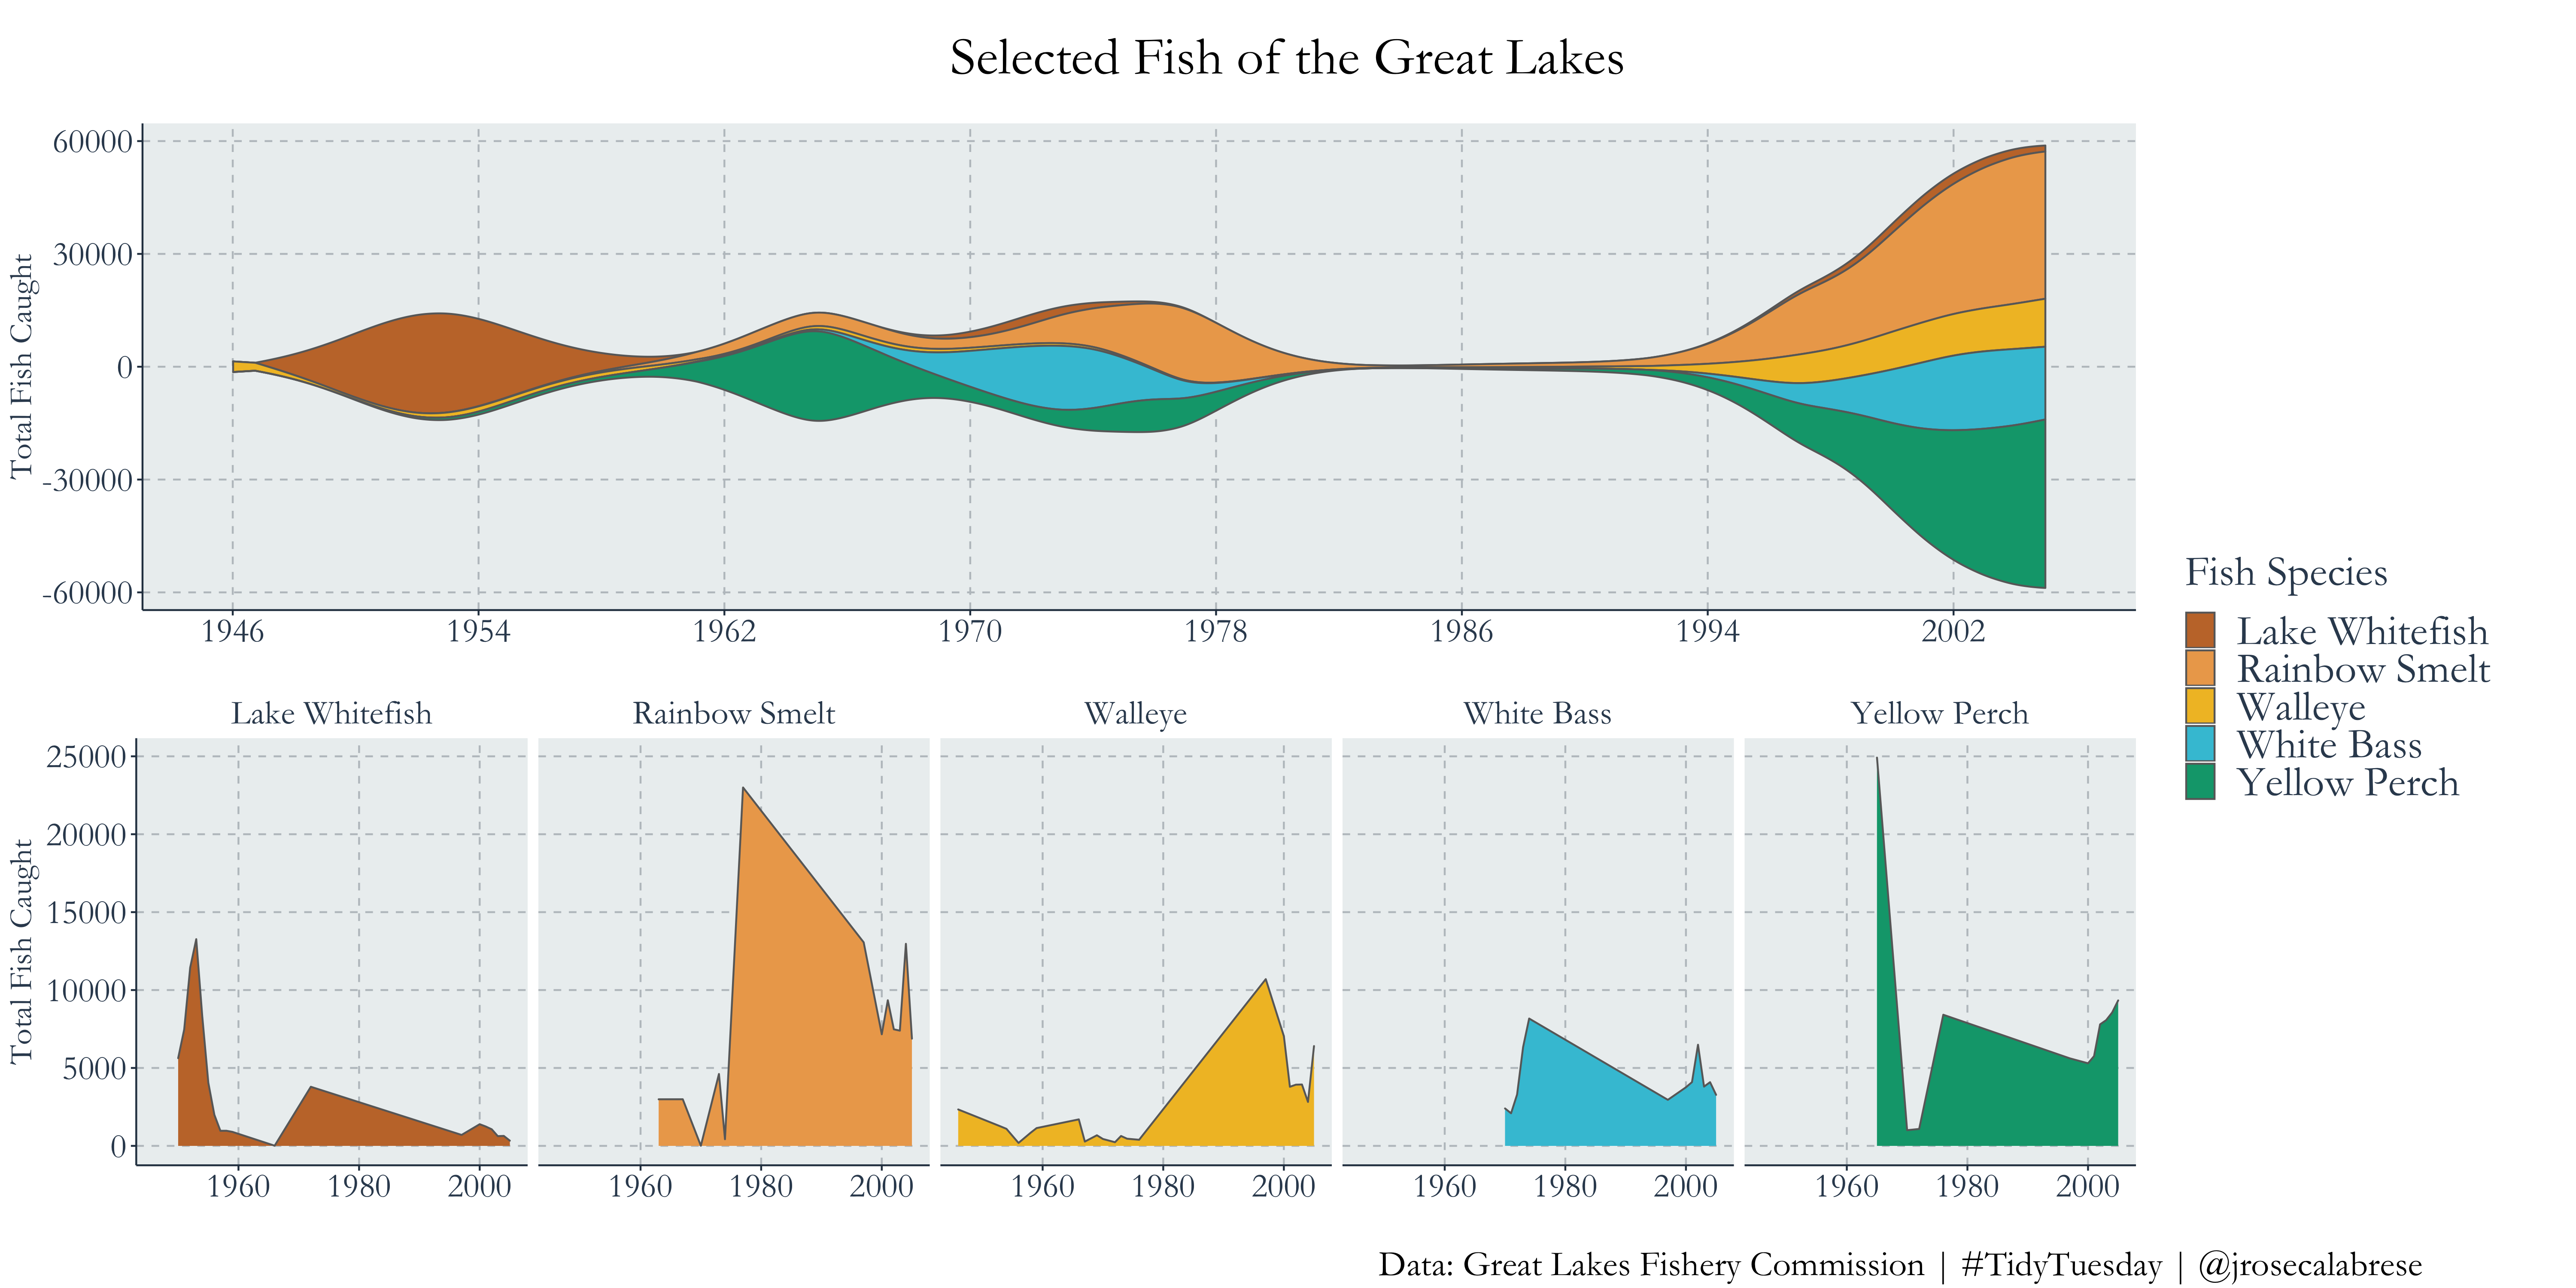 Selected Fish of the Great Lakes
Total Fish Caught
60000
30000
0
-30000
-60000
1946 1954 1962 1970 1978 1986 1994 2002
Fish Species
Lake Whitefish
Rainbow Smelt
Walleye
White Bass
Yellow Perch
Lake Whitefish Rainbow Smelt Walleye White Bass Yellow Perch
Total Fish Caught
25000
20000
15000
10000
5000
0
1960 1980 2000 1960 1980 2000 1960 1980 2000 1960 1980 2000 1960 1980 2000
Data: Great Lakes Fishery Commission | #TidyTuesday | @jrosecalabrese